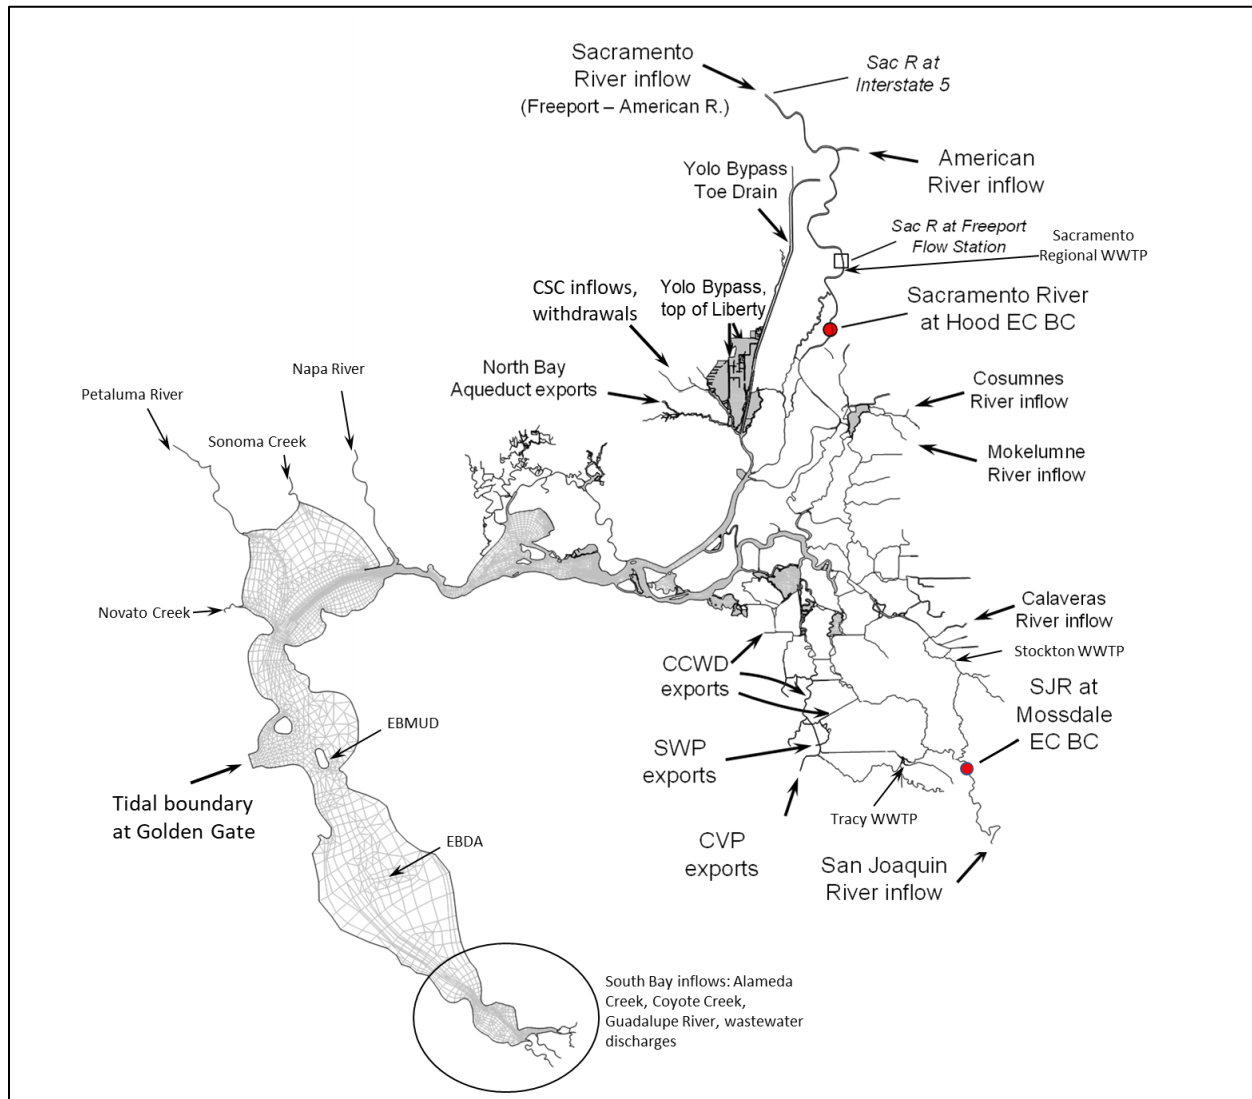 Sacramento
River inflow
(Freeport – American R.)
Sac R at
Interstate 5
American
River inflow
Yolo Bypass
Toe Drain
Sac R at Freeport
Flow Station
Sacramento
Regional WWTP
CSC inflows,
withdrawals
Yolo Bypass,
top of Liberty
Sacramento River
at Hood EC BC
North Bay
Aqueduct exports
Cosumnes
River inflow
Petaluma River
Napa River
Sonoma Creek
Mokelumne
River inflow
Novato Creek
Calaveras
River inflow
Stockton WWTP
CCWD
exports
SJR at
Mossdale
EC BC
EBMUD
SWP
exports
Tidal boundary
at Golden Gate
Tracy WWTP
CVP
exports
EBDA
San Joaquin
River inflow
South Bay inflows: Alameda
Creek, Coyote Creek,
Guadalupe River, wastewater
discharges